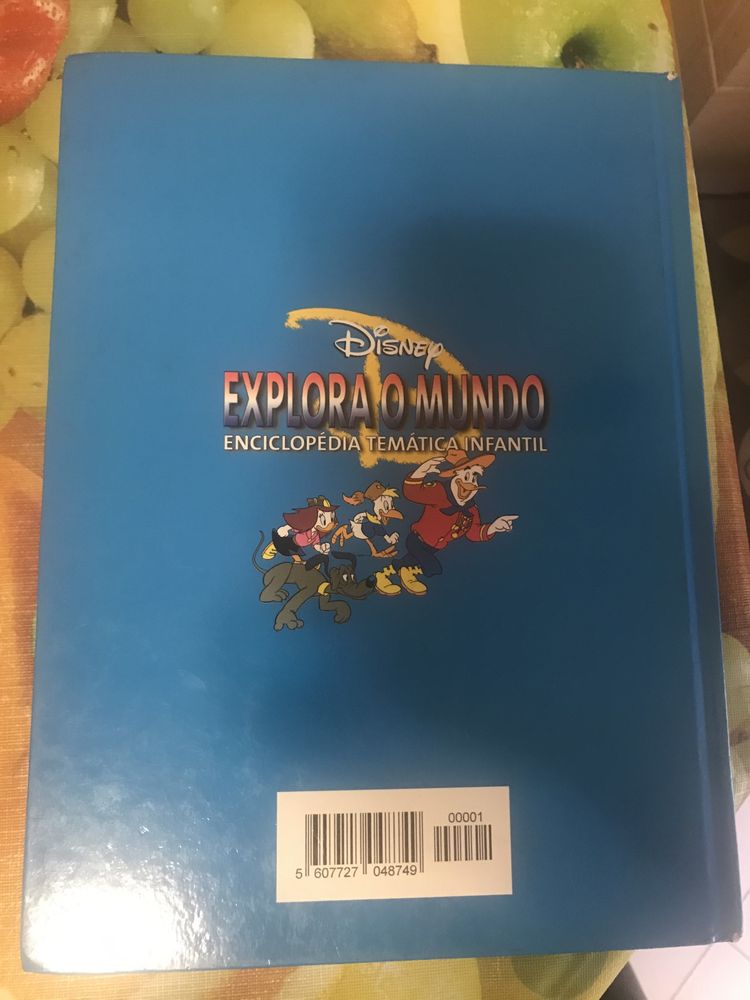 Disney
EXPLORA O MUNDO
ENCICLOPÉDIA TEMÁTICA INFANTIL
00001
5 607727 048749